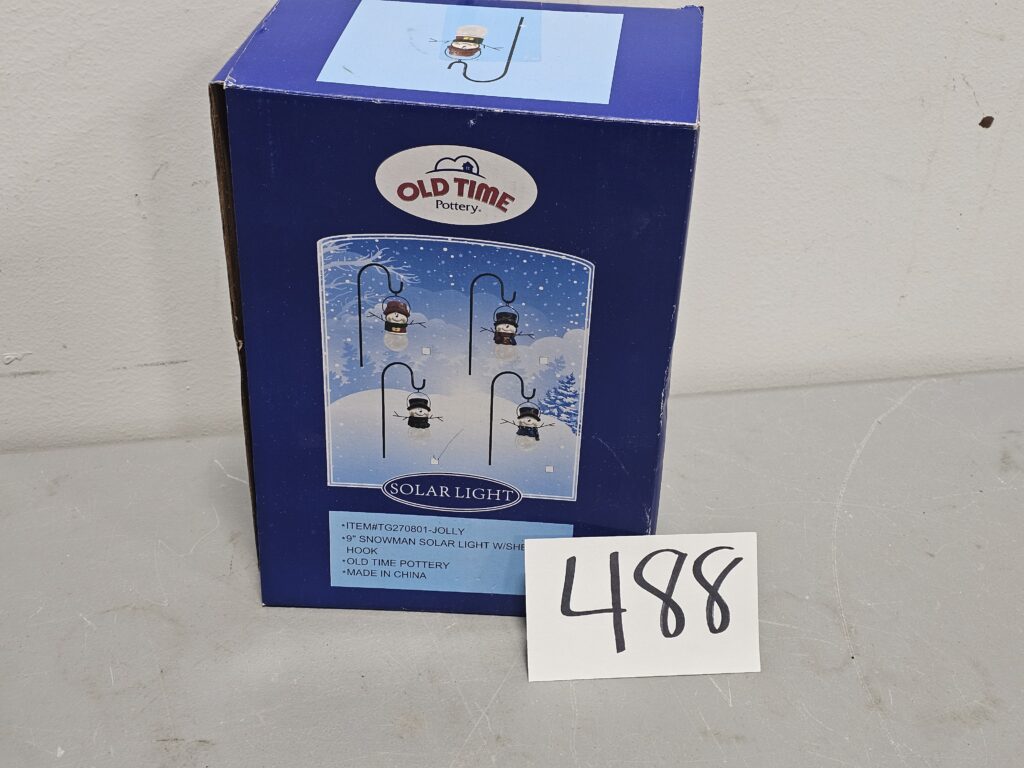 OLD TIME
Pottery®
SOLAR LIGHT
•ITEM#TG270801-JOLLY
•9" SNOWMAN SOLAR LIGHT W/SHE
HOOK
•OLD TIME POTTERY
•MADE IN CHINA
488